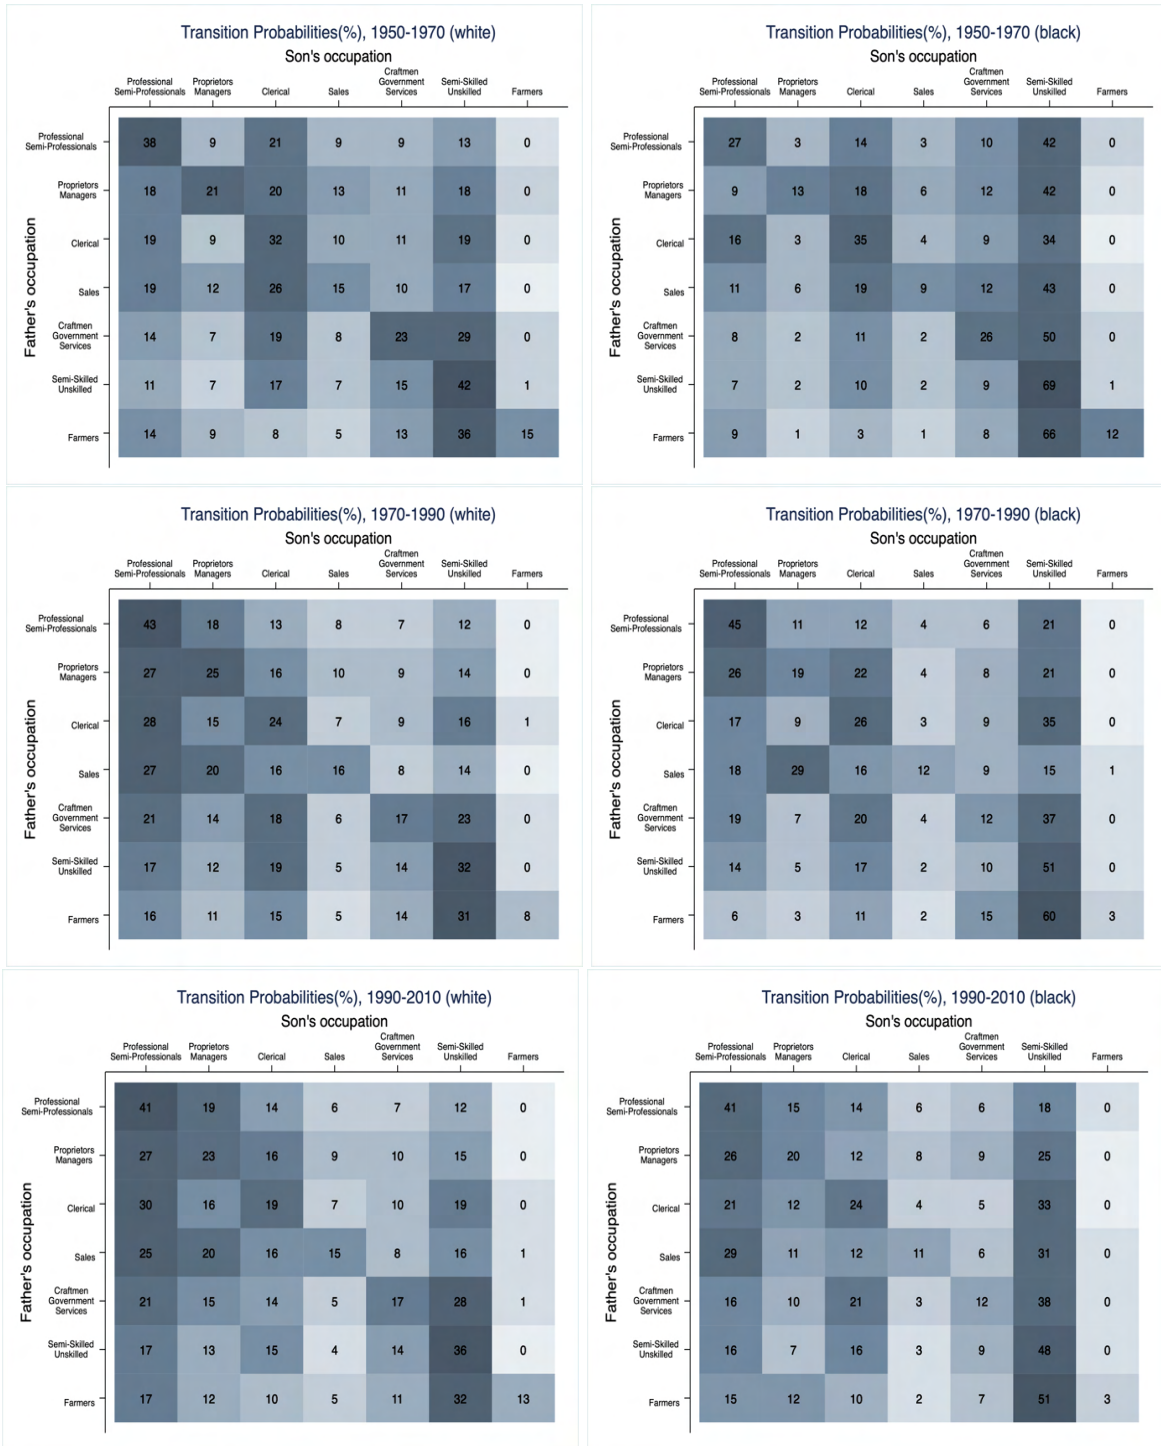 Transition Probabilities(%), 1950-1970 (white)
Son's occupation
Professional Semi-Professionals Proprietors Managers Clerical Sales Craftmen Government Services Semi-Skilled Unskilled Farmers
Father's occupation
Professional Semi-Professionals 38 9 21 9 9 13 0
Proprietors Managers 18 21 20 13 11 18 0
Clerical 19 9 32 10 11 19 0
Sales 19 12 26 15 10 17 0
Craftmen Government Services 14 7 19 8 23 29 0
Semi-Skilled Unskilled 11 7 17 7 15 42 1
Farmers 14 9 8 5 13 36 15
Transition Probabilities(%), 1950-1970 (black)
Son's occupation
Professional Semi-Professionals Proprietors Managers Clerical Sales Craftmen Government Services Semi-Skilled Unskilled Farmers
Father's occupation
Professional Semi-Professionals 27 3 14 3 10 42 0
Proprietors Managers 9 13 18 6 12 42 0
Clerical 16 3 35 4 9 34 0
Sales 11 6 19 9 12 43 0
Craftmen Government Services 8 2 11 2 26 50 0
Semi-Skilled Unskilled 7 2 10 2 9 69 1
Farmers 9 1 3 1 8 66 12
Transition Probabilities(%), 1970-1990 (white)
Son's occupation
Professional Semi-Professionals Proprietors Managers Clerical Sales Craftmen Government Services Semi-Skilled Unskilled Farmers
Father's occupation
Professional Semi-Professionals 43 18 13 8 7 12 0
Proprietors Managers 27 25 16 10 9 14 0
Clerical 28 15 24 7 9 16 1
Sales 27 20 16 16 8 14 0
Craftmen Government Services 21 14 18 6 17 23 0
Semi-Skilled Unskilled 17 12 19 5 14 32 0
Farmers 16 11 15 5 14 31 8
Transition Probabilities(%), 1970-1990 (black)
Son's occupation
Professional Semi-Professionals Proprietors Managers Clerical Sales Craftmen Government Services Semi-Skilled Unskilled Farmers
Father's occupation
Professional Semi-Professionals 45 11 12 4 6 21 0
Proprietors Managers 26 19 22 4 8 21 0
Clerical 17 9 26 3 9 35 0
Sales 18 29 16 12 9 15 1
Craftmen Government Services 19 7 20 4 12 37 0
Semi-Skilled Unskilled 14 5 17 2 10 51 0
Farmers 6 3 11 2 15 60 3
Transition Probabilities(%), 1990-2010 (white)
Son's occupation
Professional Semi-Professionals Proprietors Managers Clerical Sales Craftmen Government Services Semi-Skilled Unskilled Farmers
Father's occupation
Professional Semi-Professionals 41 19 14 6 7 12 0
Proprietors Managers 27 23 16 9 10 15 0
Clerical 30 16 19 7 10 19 0
Sales 25 20 16 15 8 16 1
Craftmen Government Services 21 15 14 5 17 28 1
Semi-Skilled Unskilled 17 13 15 4 14 36 0
Farmers 17 12 10 5 11 32 13
Transition Probabilities(%), 1990-2010 (black)
Son's occupation
Professional Semi-Professionals Proprietors Managers Clerical Sales Craftmen Government Services Semi-Skilled Unskilled Farmers
Father's occupation
Professional Semi-Professionals 41 15 14 6 6 18 0
Proprietors Managers 26 20 12 8 9 25 0
Clerical 21 12 24 4 5 33 0
Sales 29 11 12 11 6 31 0
Craftmen Government Services 16 10 21 3 12 38 0
Semi-Skilled Unskilled 16 7 16 3 9 48 0
Farmers 15 12 10 2 7 51 3